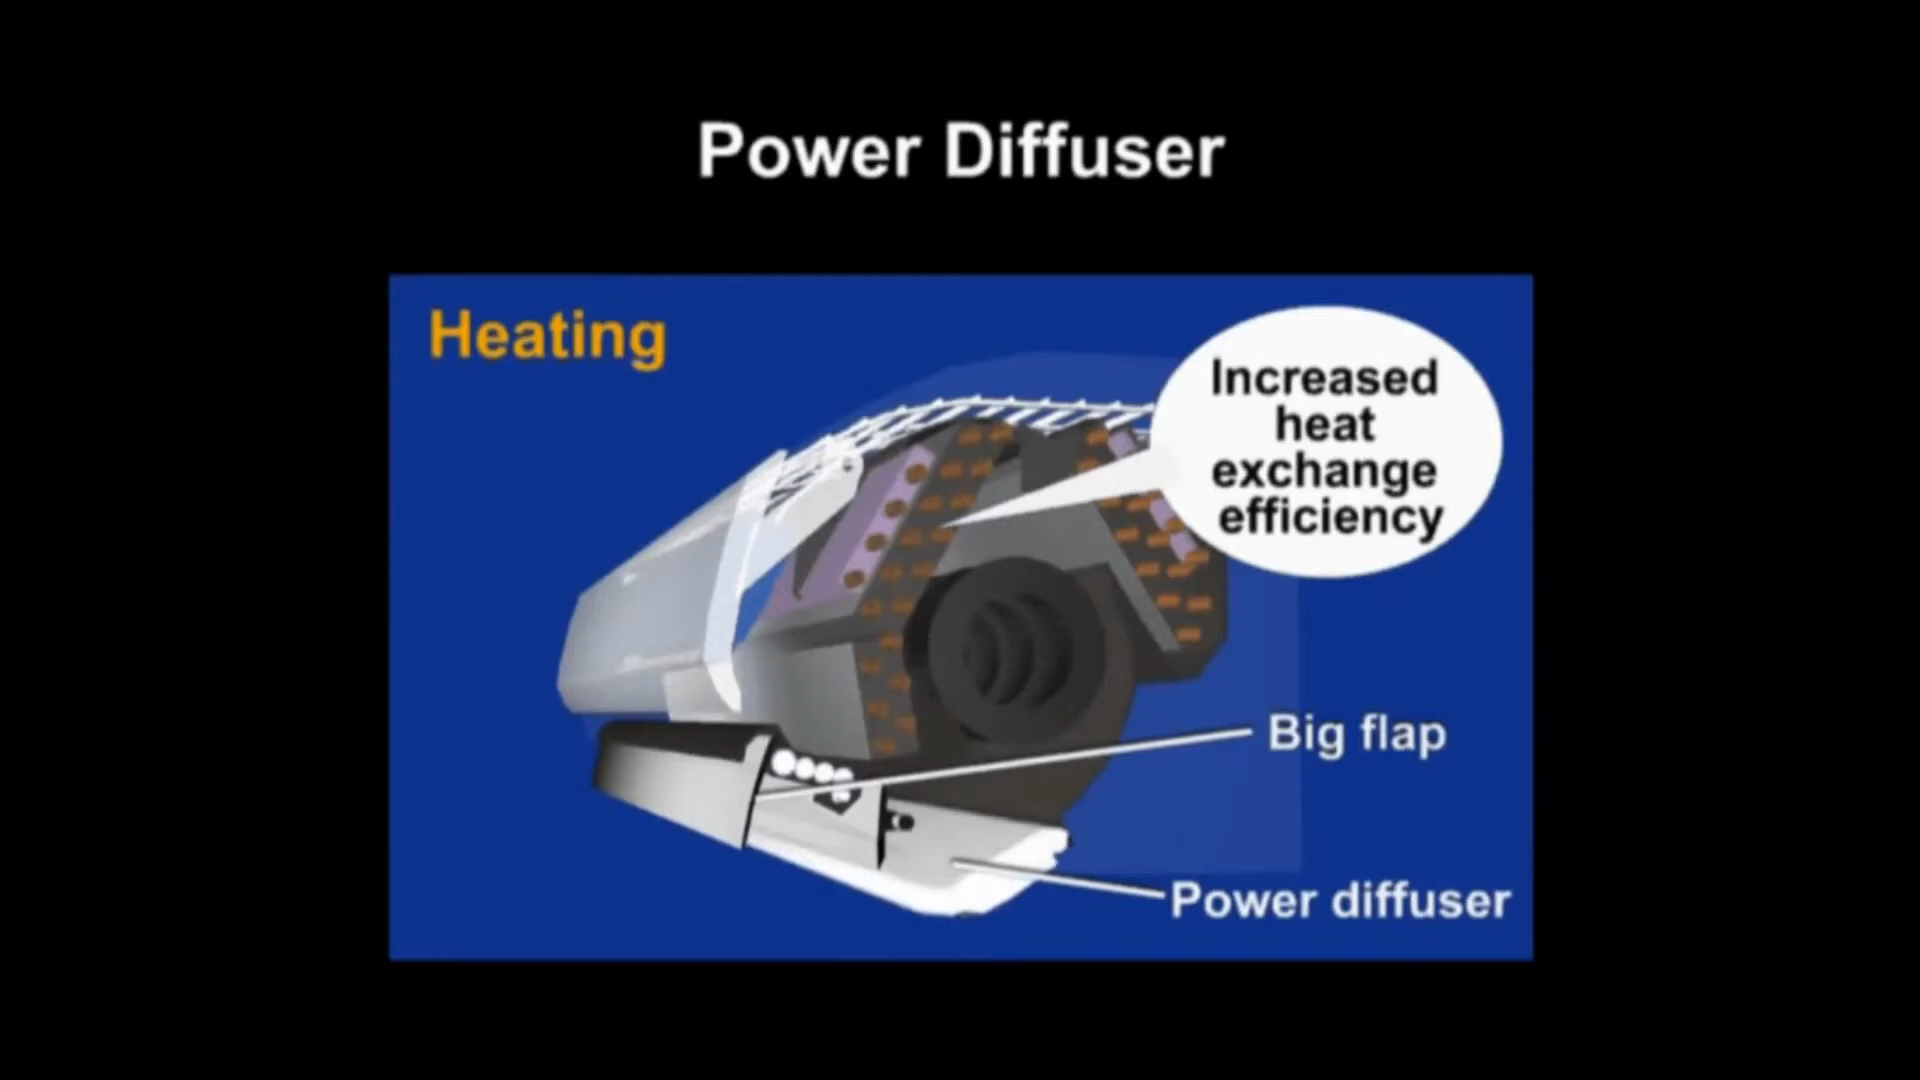 Power Diffuser
Heating
Increased
heat
exchange
efficiency
Big flap
Power diffuser